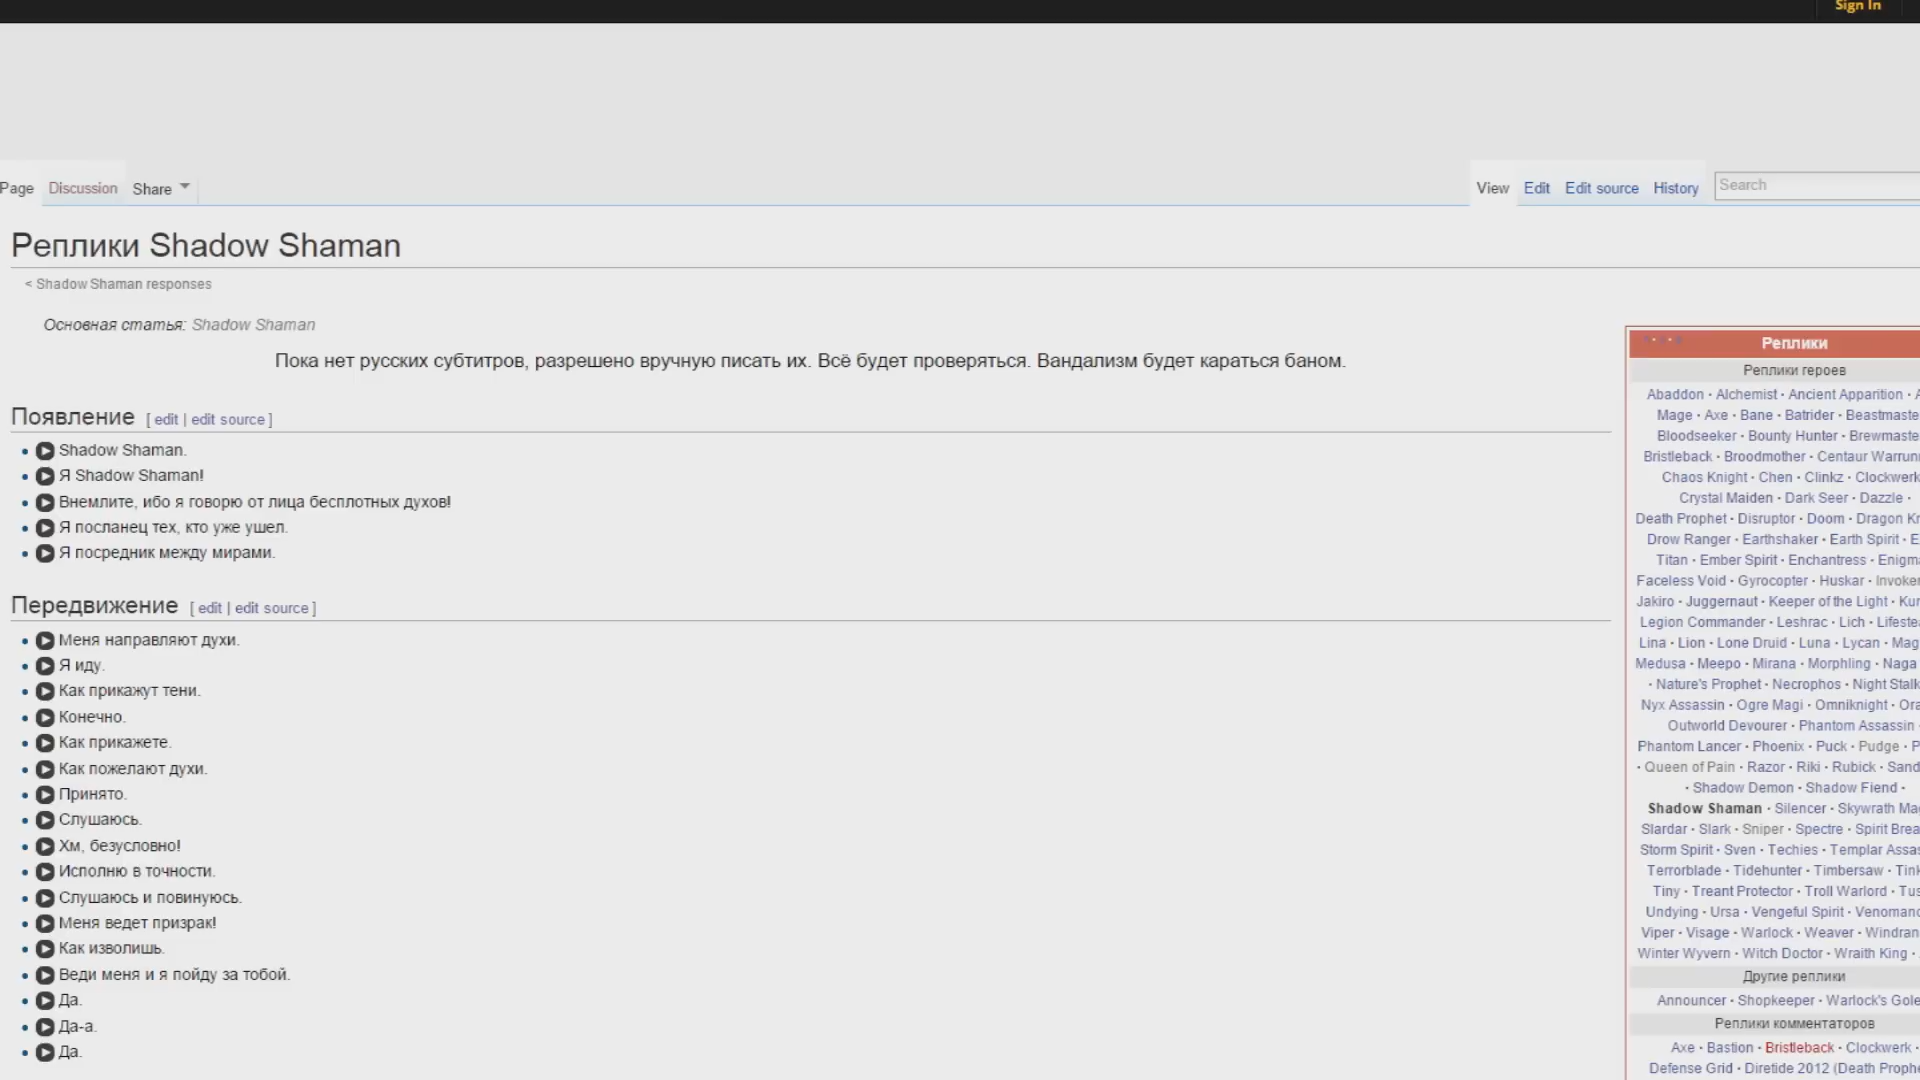 Sign In
Page Discussion Share
View Edit Edit source History Search
Реплики Shadow Shaman
< Shadow Shaman responses
Основная статья: Shadow Shaman
Пока нет русских субтитров, разрешено вручную писать их. Всё будет проверяться. Вандализм будет караться баном.
Появление [ edit | edit source ]
Shadow Shaman.
Я Shadow Shaman!
Внемлите, ибо я говорю от лица бесплотных духов!
Я посланец тех, кто уже ушел.
Я посредник между мирами.
Передвижение [ edit | edit source ]
Меня направляют духи.
Я иду.
Как прикажут тени.
Конечно.
Как прикажете.
Как пожелают духи.
Принято.
Слушаюсь.
Хм, безусловно!
Исполню в точности.
Слушаюсь и повинуюсь.
Меня ведет призрак!
Как изволишь.
Веди меня и я пойду за тобой.
Да.
Да-а.
Да.
Реплики
Реплики героев
Abaddon · Alchemist · Ancient Apparition ·
Mage · Axe · Bane · Batrider · Beastmaste
Bloodseeker · Bounty Hunter · Brewmaste
Bristleback · Broodmother · Centaur Warrun
Chaos Knight · Chen · Clinkz · Clockwerk
Crystal Maiden · Dark Seer · Dazzle ·
Death Prophet · Disruptor · Doom · Dragon Kn
Drow Ranger · Earthshaker · Earth Spirit · E
Titan · Ember Spirit · Enchantress · Enigma
Faceless Void · Gyrocopter · Huskar · Invoker
Jakiro · Juggernaut · Keeper of the Light · Kun
Legion Commander · Leshrac · Lich · Lifestea
Lina · Lion · Lone Druid · Luna · Lycan · Mag
Medusa · Meepo · Mirana · Morphling · Naga
· Nature's Prophet · Necrophos · Night Stalk
Nyx Assassin · Ogre Magi · Omniknight · Ora
Outworld Devourer · Phantom Assassin ·
Phantom Lancer · Phoenix · Puck · Pudge · P
· Queen of Pain · Razor · Riki · Rubick · Sand
· Shadow Demon · Shadow Fiend ·
Shadow Shaman · Silencer · Skywrath Mag
Slardar · Slark · Sniper · Spectre · Spirit Brea
Storm Spirit · Sven · Techies · Templar Assas
Terrorblade · Tidehunter · Timbersaw · Tink
Tiny · Treant Protector · Troll Warlord · Tus
Undying · Ursa · Vengeful Spirit · Venomanc
Viper · Visage · Warlock · Weaver · Windran
Winter Wyvern · Witch Doctor · Wraith King ·
Другие реплики
Announcer · Shopkeeper · Warlock's Gole
Реплики комментаторов
Axe · Bastion · Bristleback · Clockwerk ·
Defense Grid · Diretide 2012 (Death Prophe